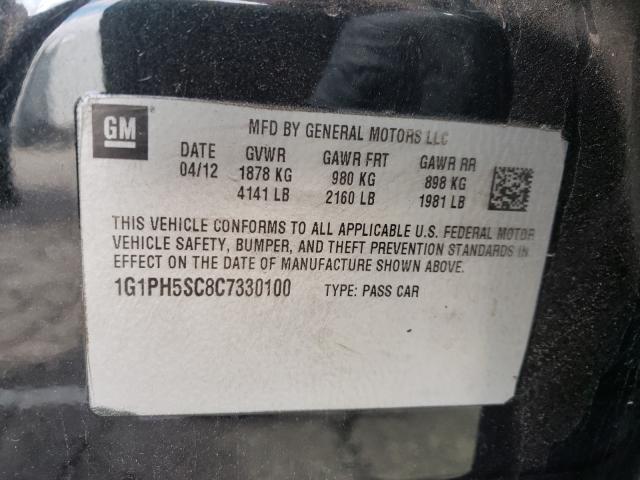 GM
MFD BY GENERAL MOTORS LLC
DATE GVWR GAWR FRT GAWR RR
04/12 1878 KG 980 KG 898 KG
4141 LB 2160 LB 1981 LB
THIS VEHICLE CONFORMS TO ALL APPLICABLE U.S. FEDERAL MOTOR
VEHICLE SAFETY, BUMPER, AND THEFT PREVENTION STANDARDS IN
EFFECT ON THE DATE OF MANUFACTURE SHOWN ABOVE.
1G1PH5SC8C7330100 TYPE: PASS CAR